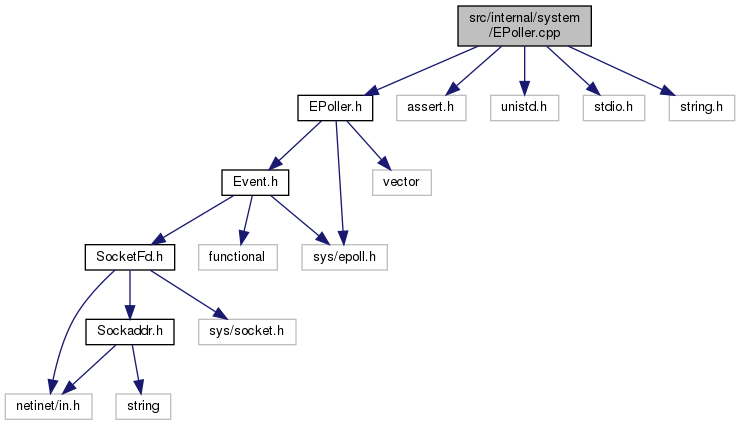 src/internal/system
/EPoller.cpp
EPoller.h
assert.h
unistd.h
stdio.h
string.h
Event.h
vector
SocketFd.h
functional
sys/epoll.h
Sockaddr.h
sys/socket.h
netinet/in.h
string